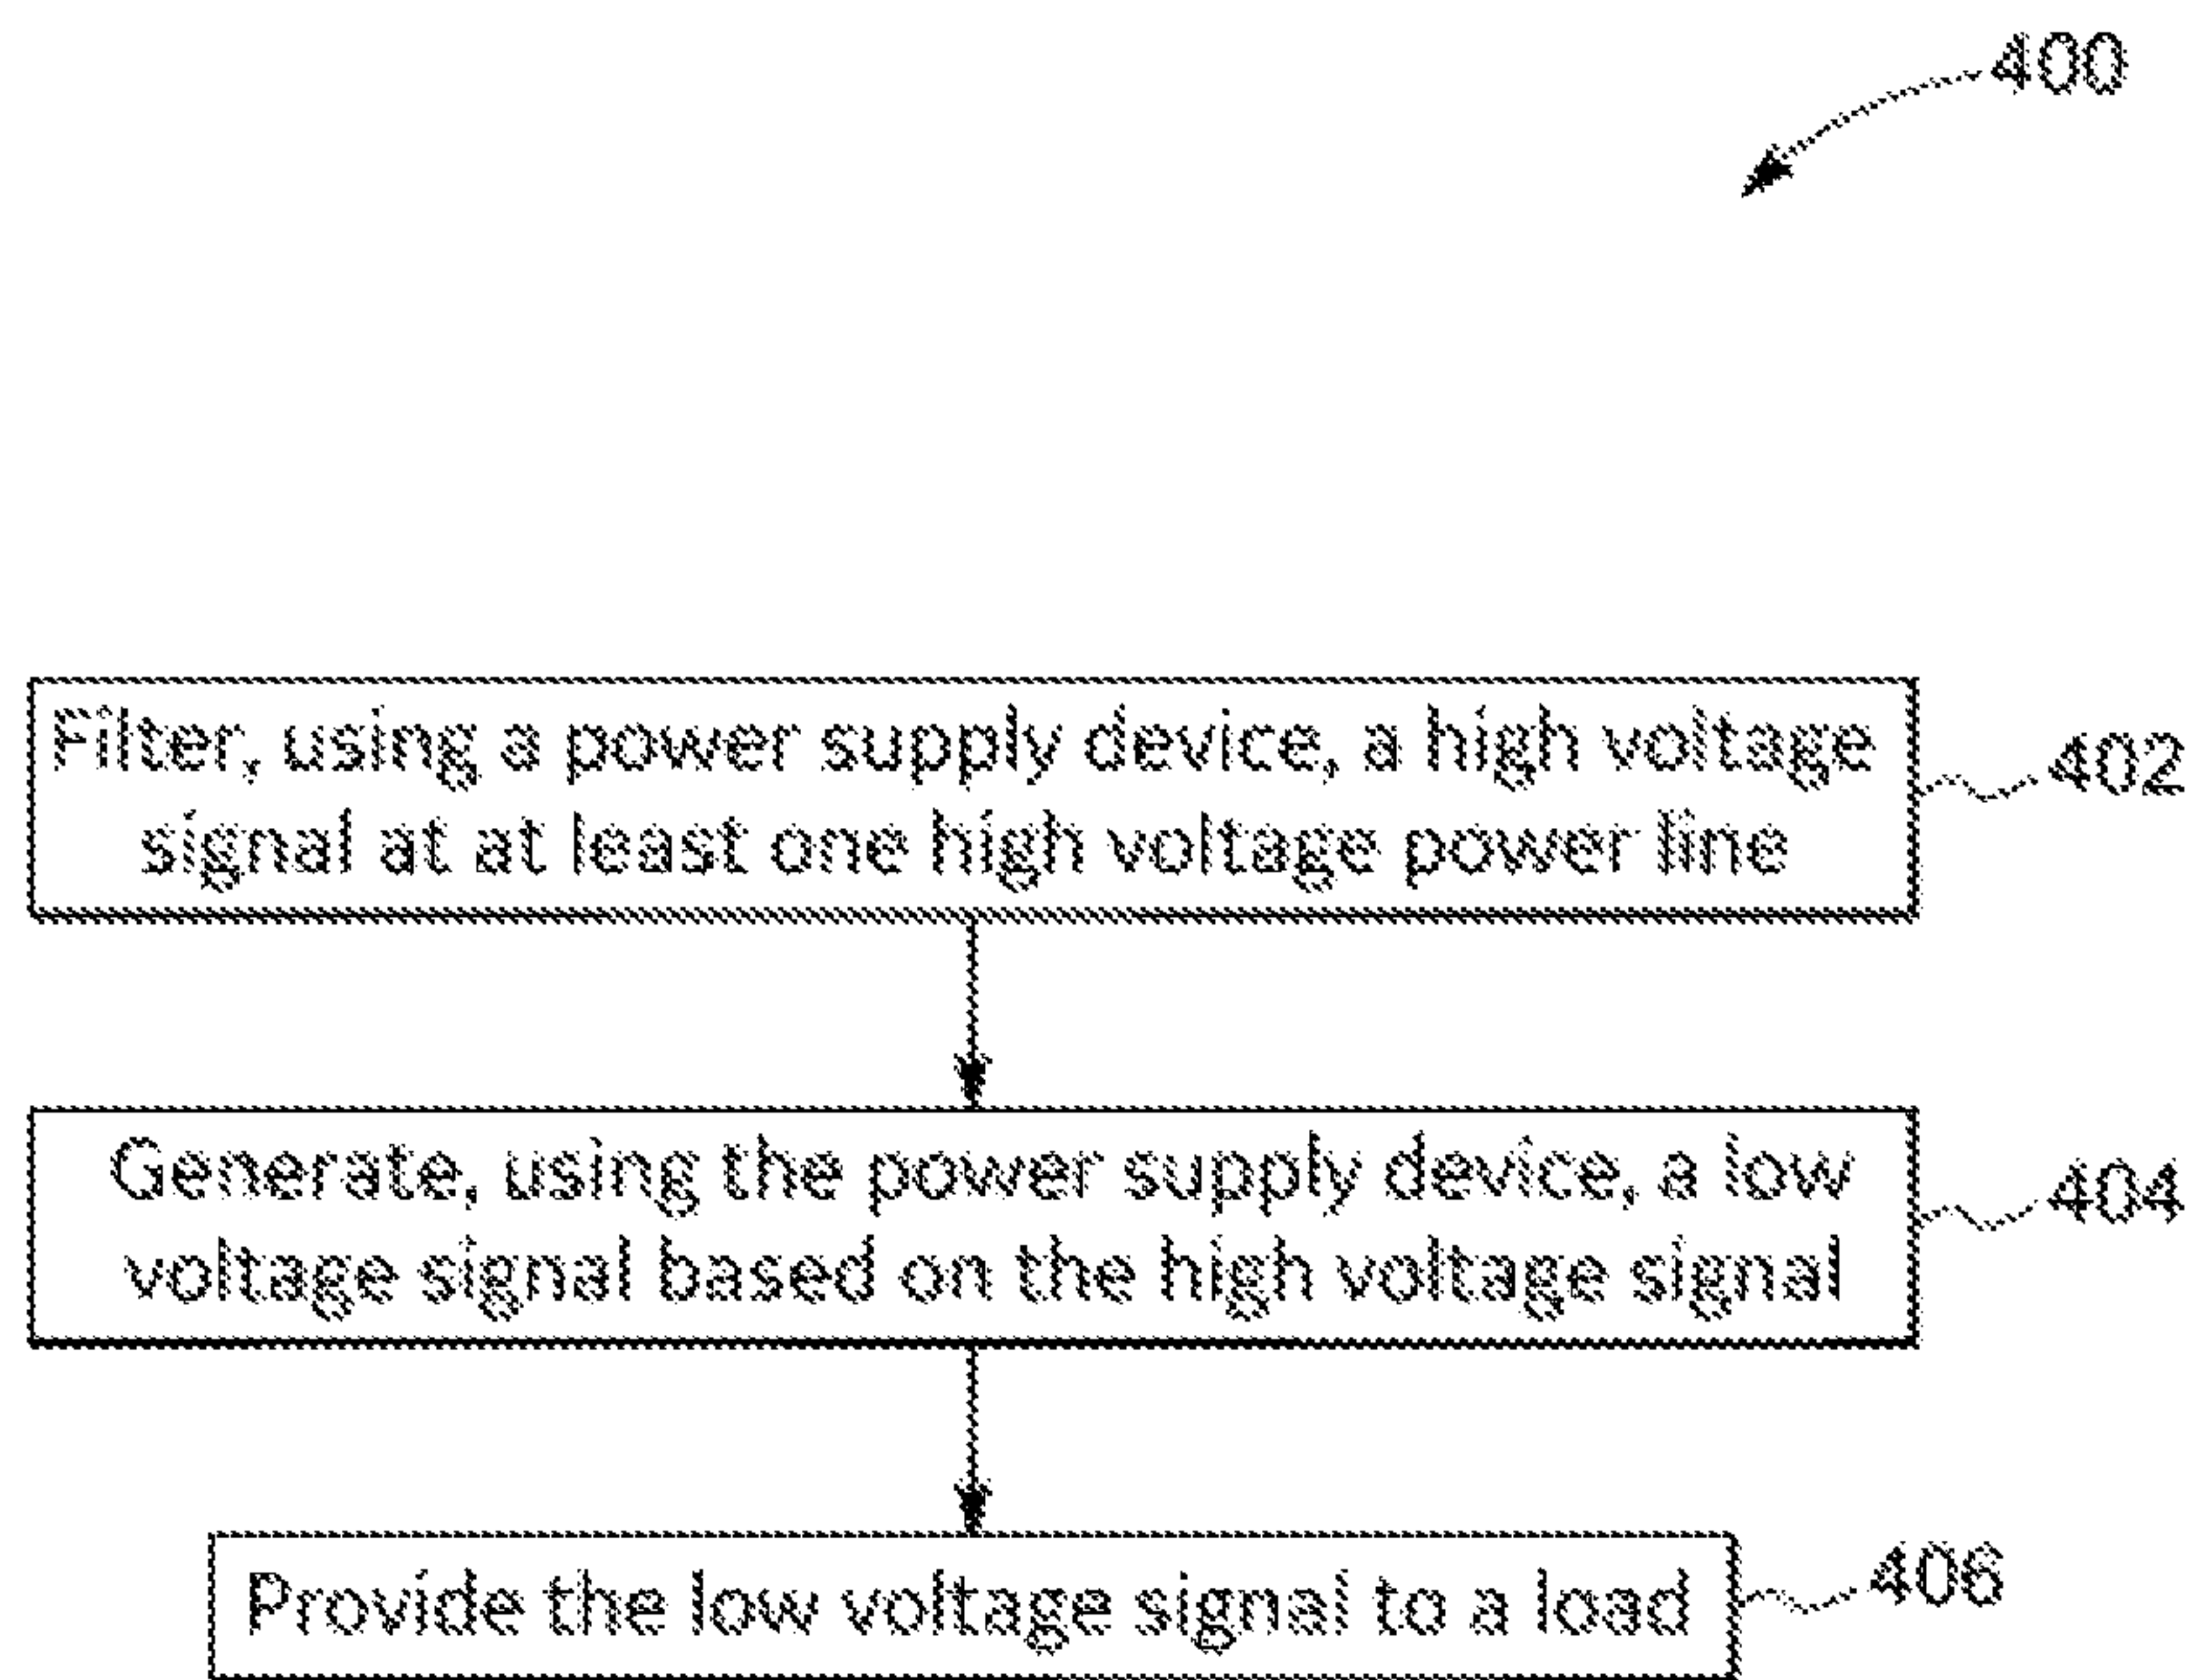 400
Filter, using a power supply device, a high voltage
signal at at least one high voltage power line
402
Generate, using the power supply device, a low
voltage signal based on the high voltage signal
404
Provide the low voltage signal to a load
406